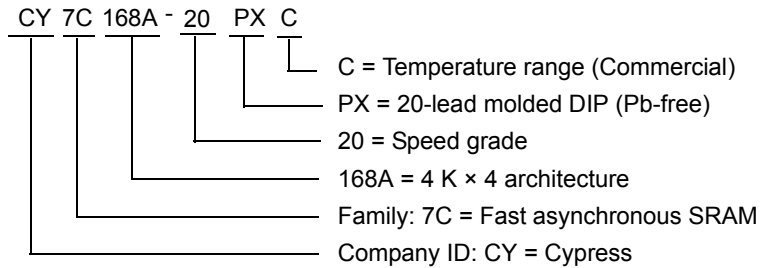 CY 7C 168A - 20 PX C
C = Temperature range (Commercial)
PX = 20-lead molded DIP (Pb-free)
20 = Speed grade
168A = 4 K × 4 architecture
Family: 7C = Fast asynchronous SRAM
Company ID: CY = Cypress